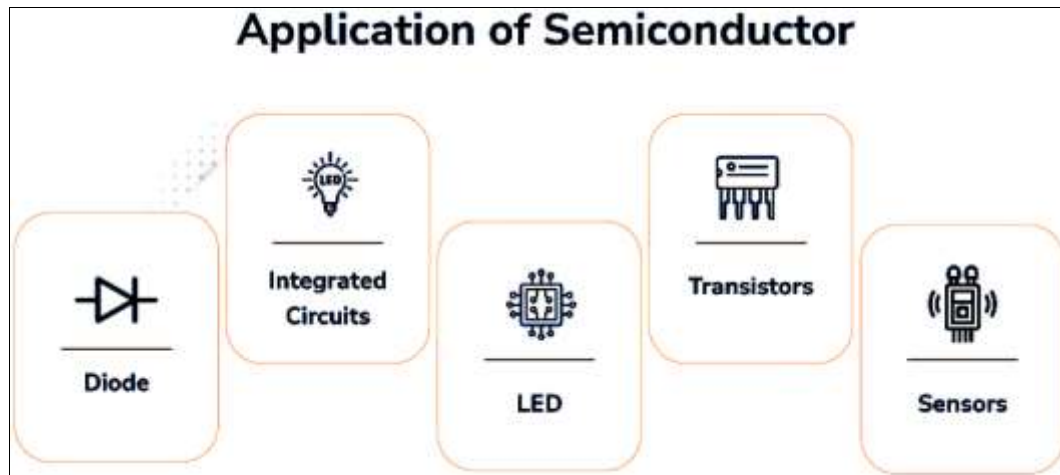 Application of Semiconductor
Diode
LED
Integrated
Circuits
LED
Transistors
Sensors